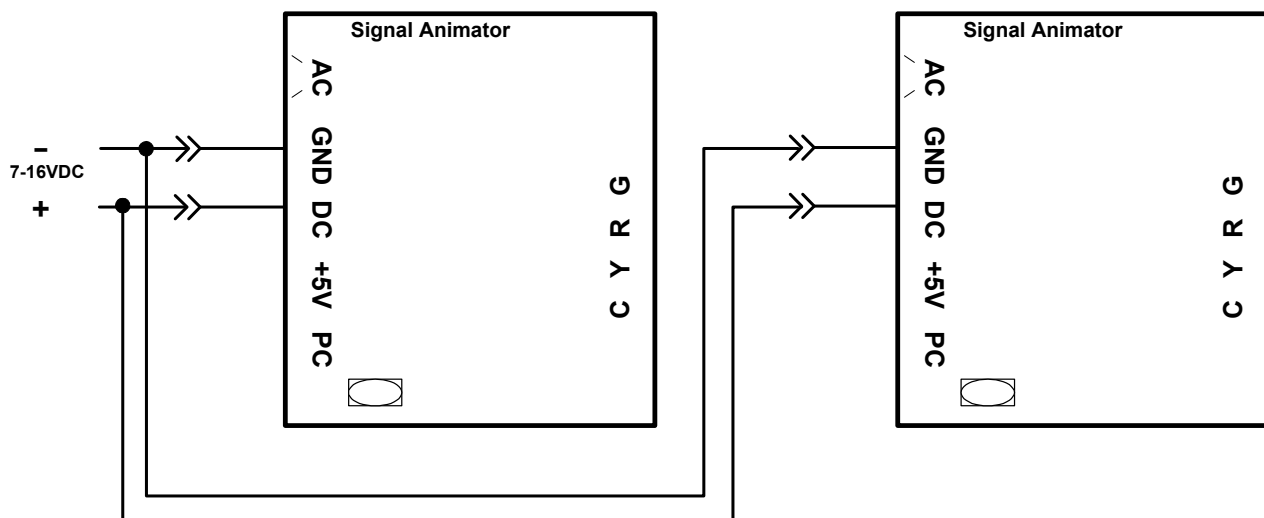 Signal Animator
AC
GND
DC
+5V
PC
C Y R G
–
7-16VDC
+
Signal Animator
AC
GND
DC
+5V
PC
C Y R G